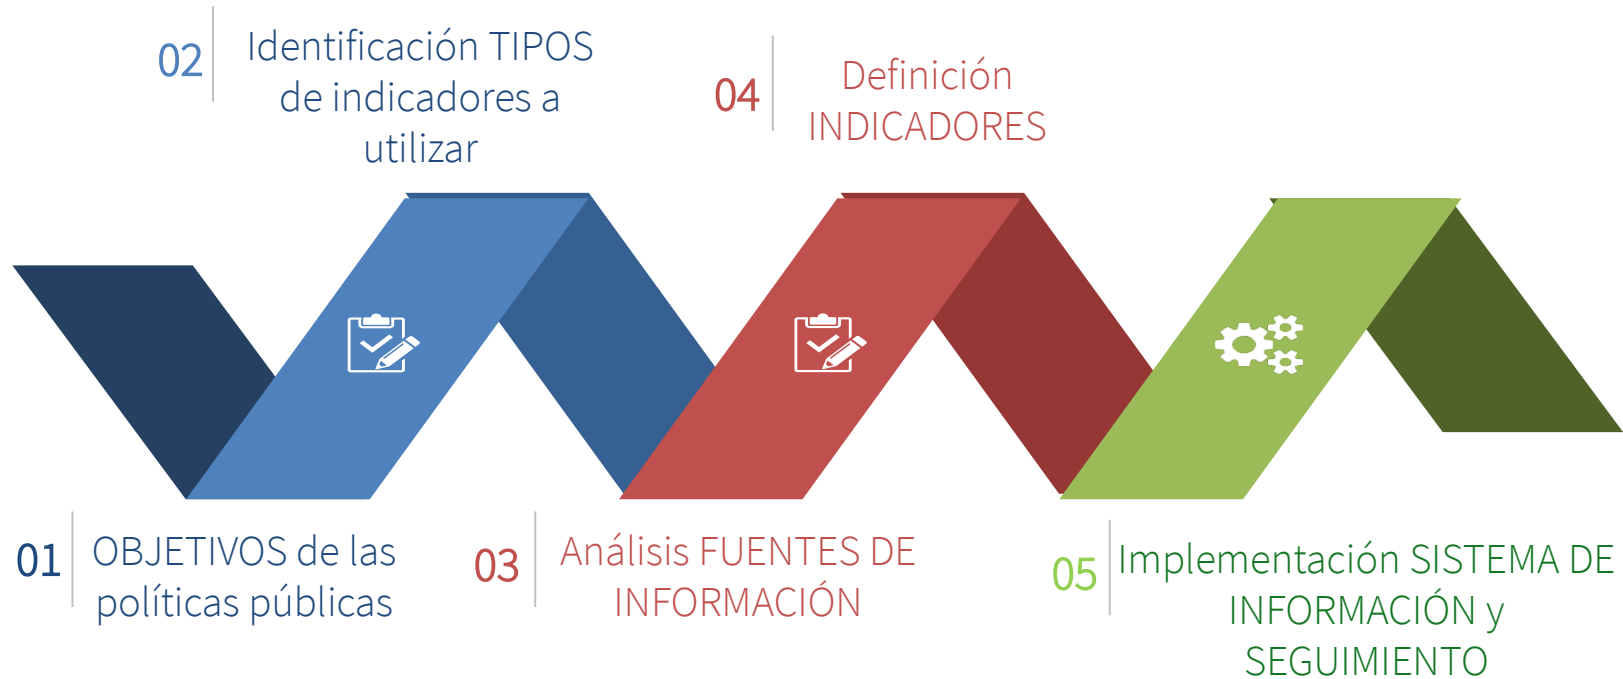 01
OBJETIVOS de las
políticas públicas
02
Identificación TIPOS
de indicadores a
utilizar
03
Análisis FUENTES DE
INFORMACIÓN
04
Definición
INDICADORES
05
Implementación SISTEMA DE
INFORMACIÓN y
SEGUIMIENTO